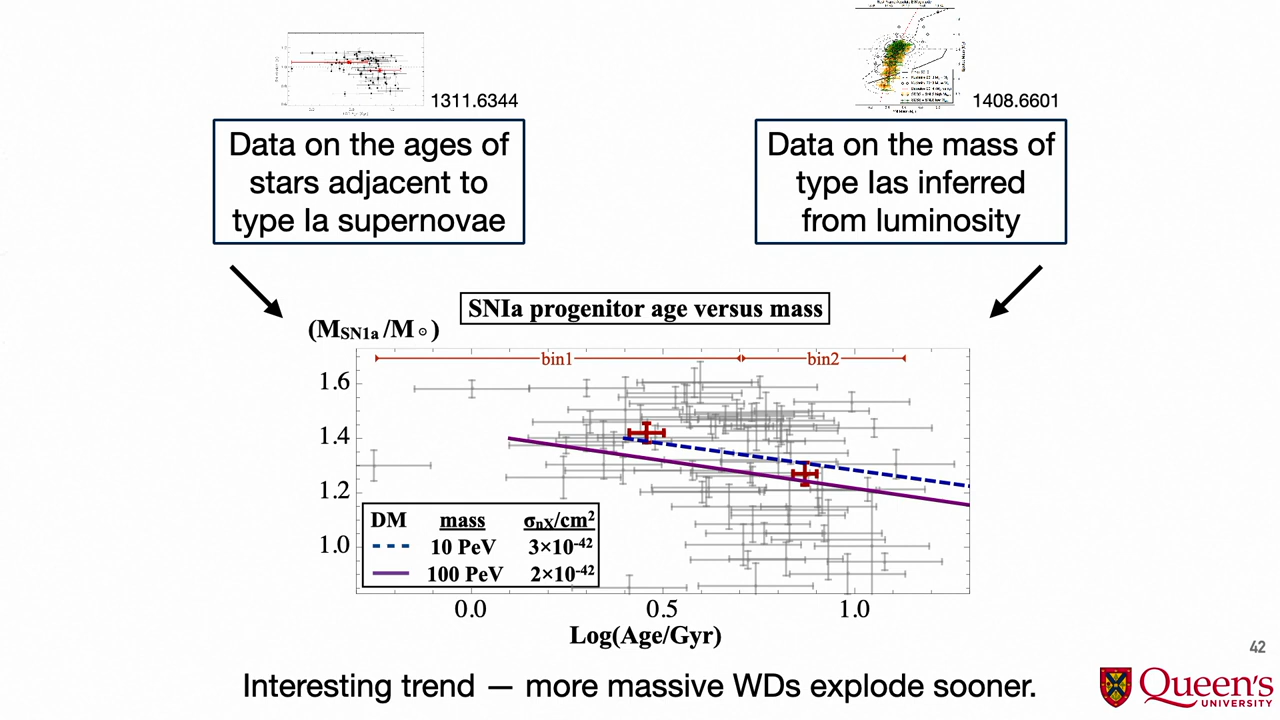 1311.6344
1408.6601
Data on the ages of
stars adjacent to
type Ia supernovae
Data on the mass of
type Ias inferred
from luminosity
SNIa progenitor age versus mass
(MSN1a /M☉)
bin1
bin2
1.6
1.4
1.2
1.0
DM mass σnX/cm²
10 PeV 3×10⁻⁴²
100 PeV 2×10⁻⁴²
0.0 0.5 1.0
Log(Age/Gyr)
Interesting trend — more massive WDs explode sooner.
42
Queen's
UNIVERSITY